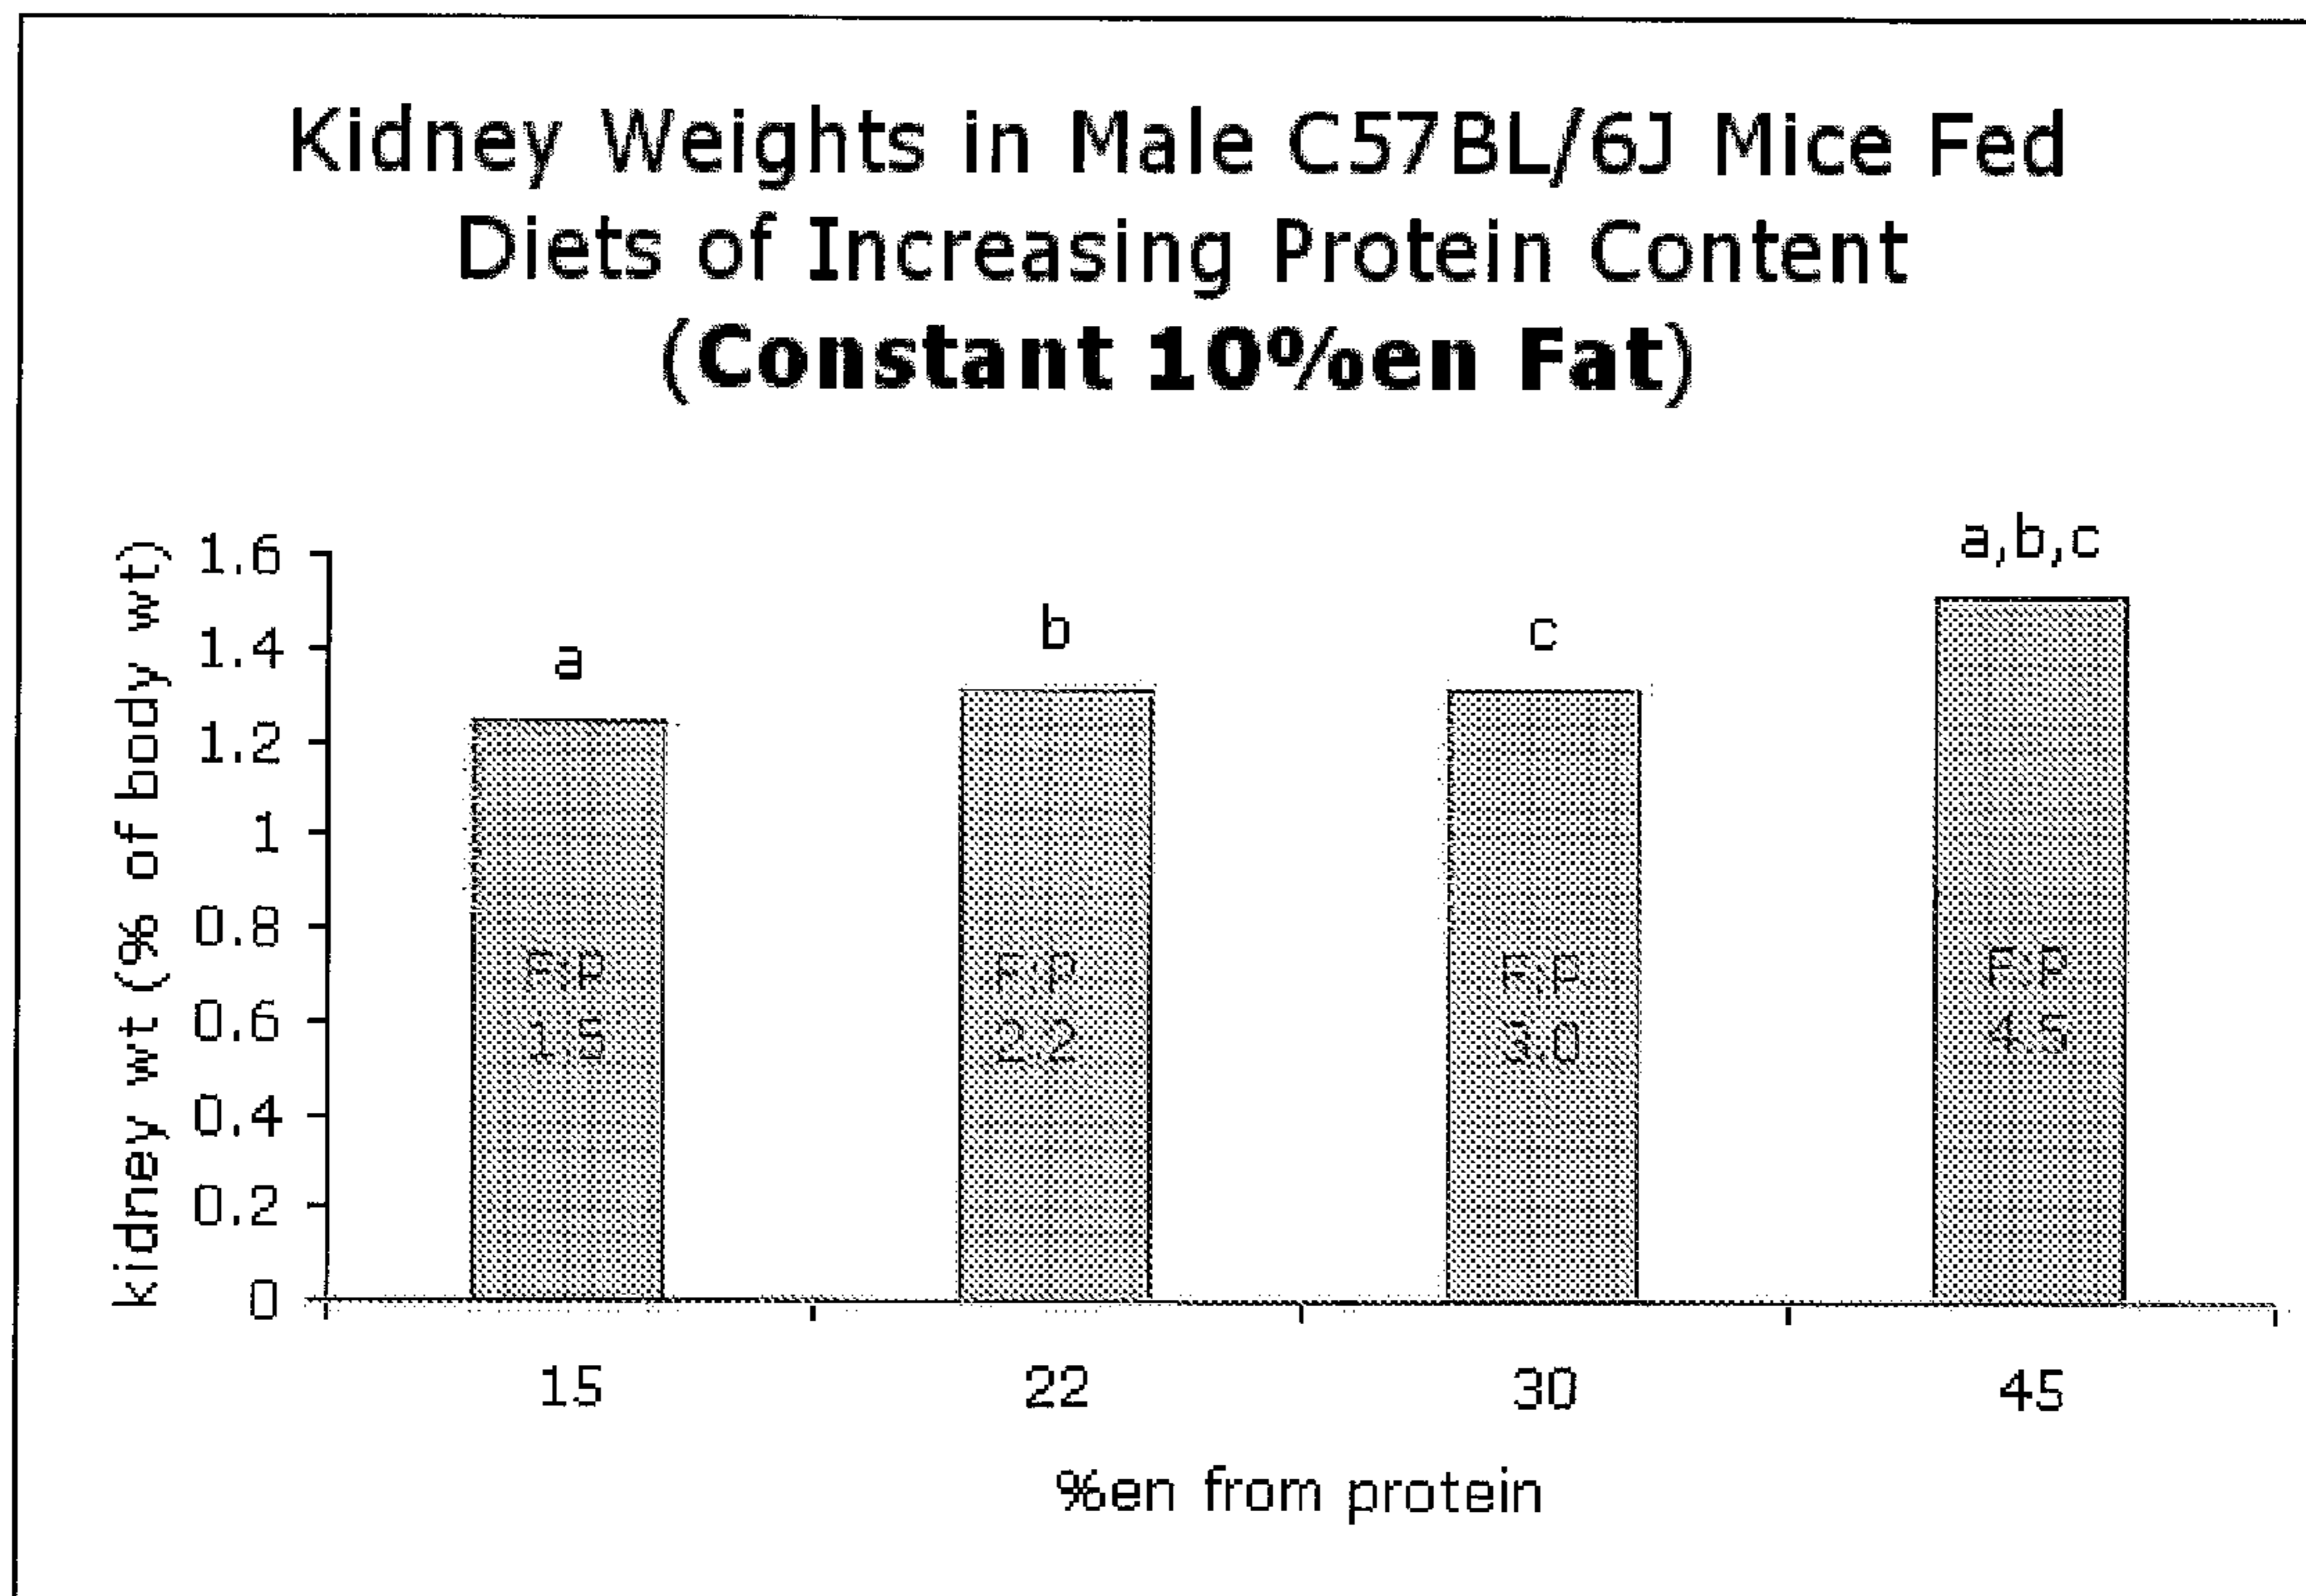 Kidney Weights in Male C57BL/6J Mice Fed
Diets of Increasing Protein Content
(Constant 10%en Fat)
kidney wt (% of body wt)
1.6
1.4
1.2
1
0.8
0.6
0.4
0.2
0
a
b
c
a,b,c
F:P
1.5
F:P
2.2
F:P
3.0
F:P
4.5
15
22
30
45
%en from protein